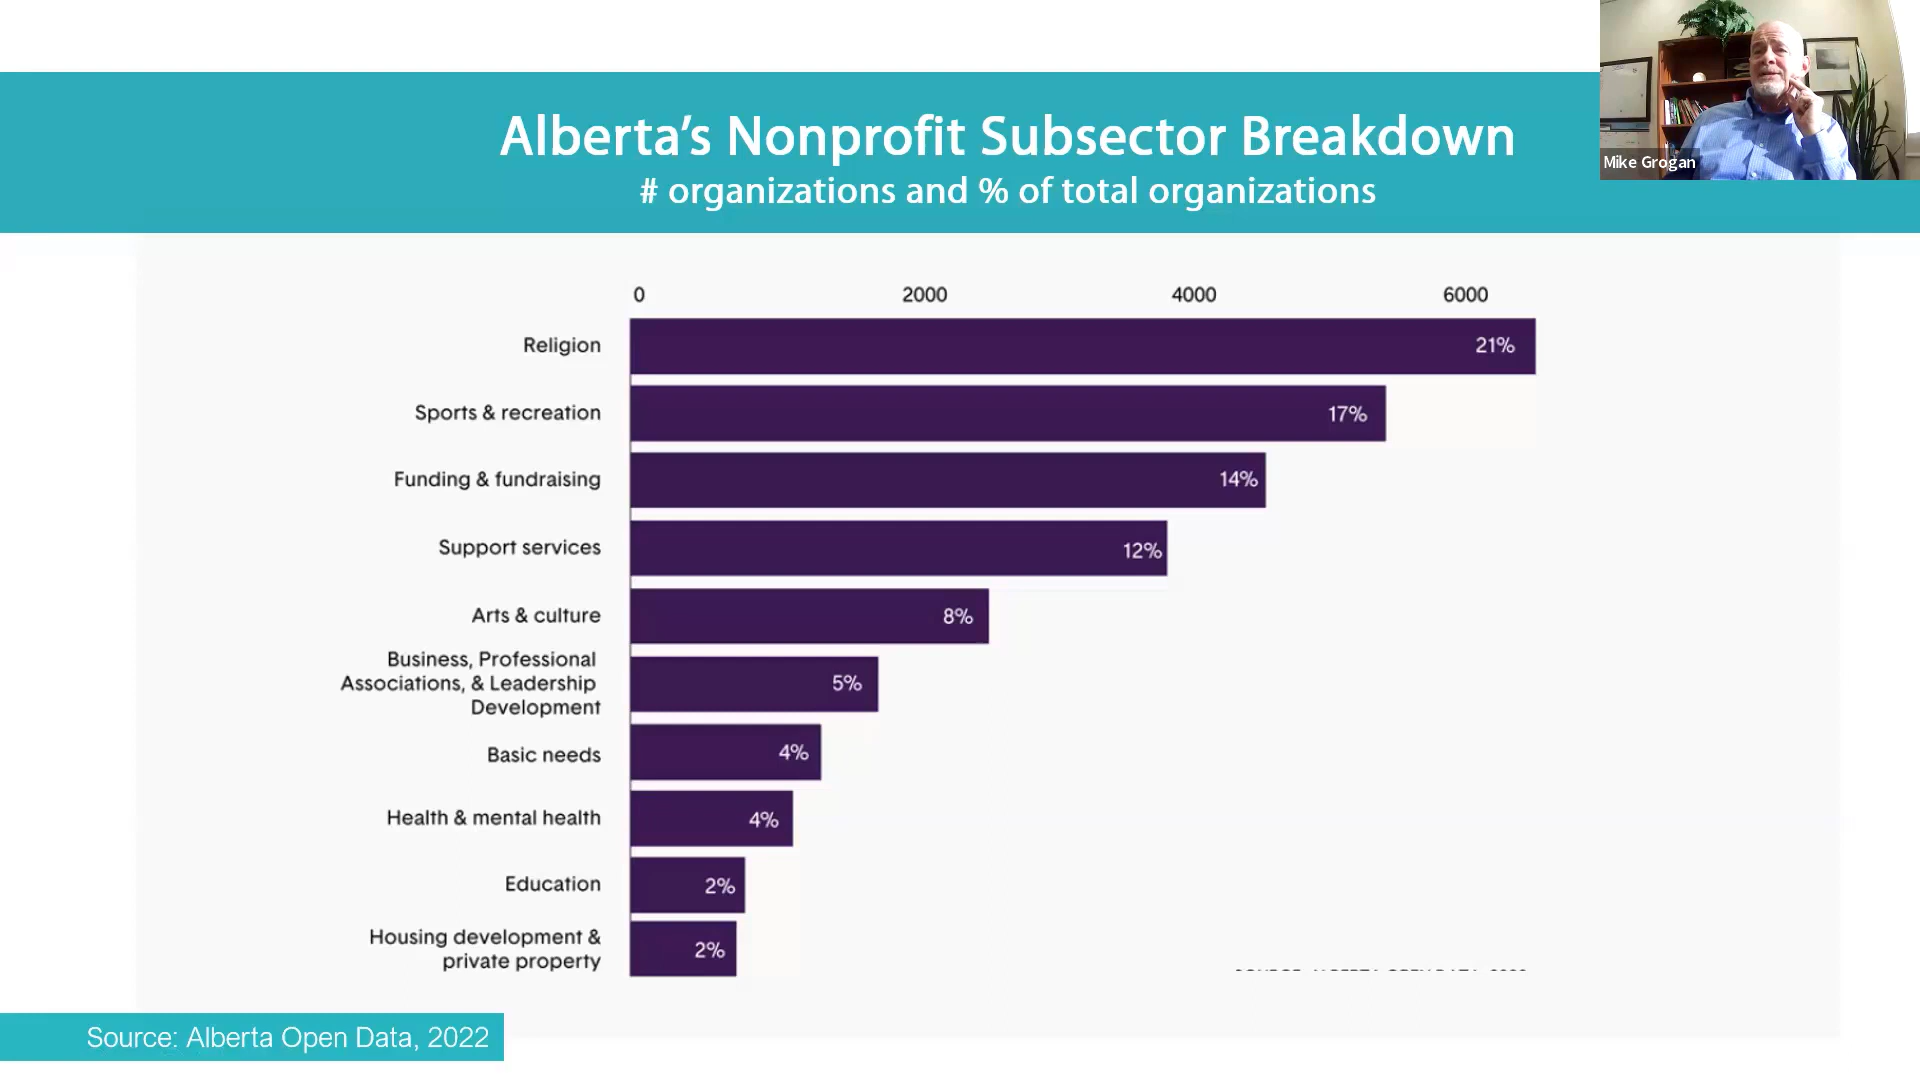 Alberta's Nonprofit Subsector Breakdown
# organizations and % of total organizations
Mike Grogan
0 2000 4000 6000
Religion 21%
Sports & recreation 17%
Funding & fundraising 14%
Support services 12%
Arts & culture 8%
Business, Professional
Associations, & Leadership 5%
Development
Basic needs 4%
Health & mental health 4%
Education 2%
Housing development &
private property 2%
Source: Alberta Open Data, 2022